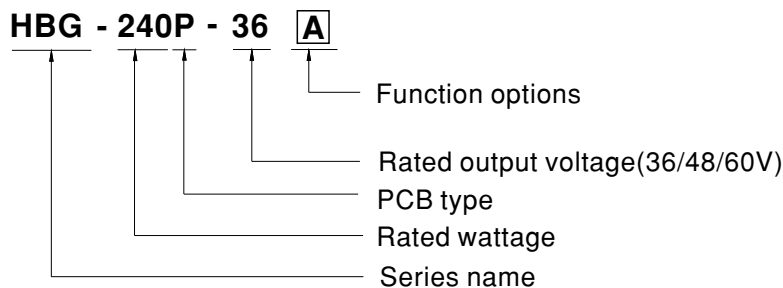 HBG - 240P - 36 A
Function options
Rated output voltage(36/48/60V)
PCB type
Rated wattage
Series name